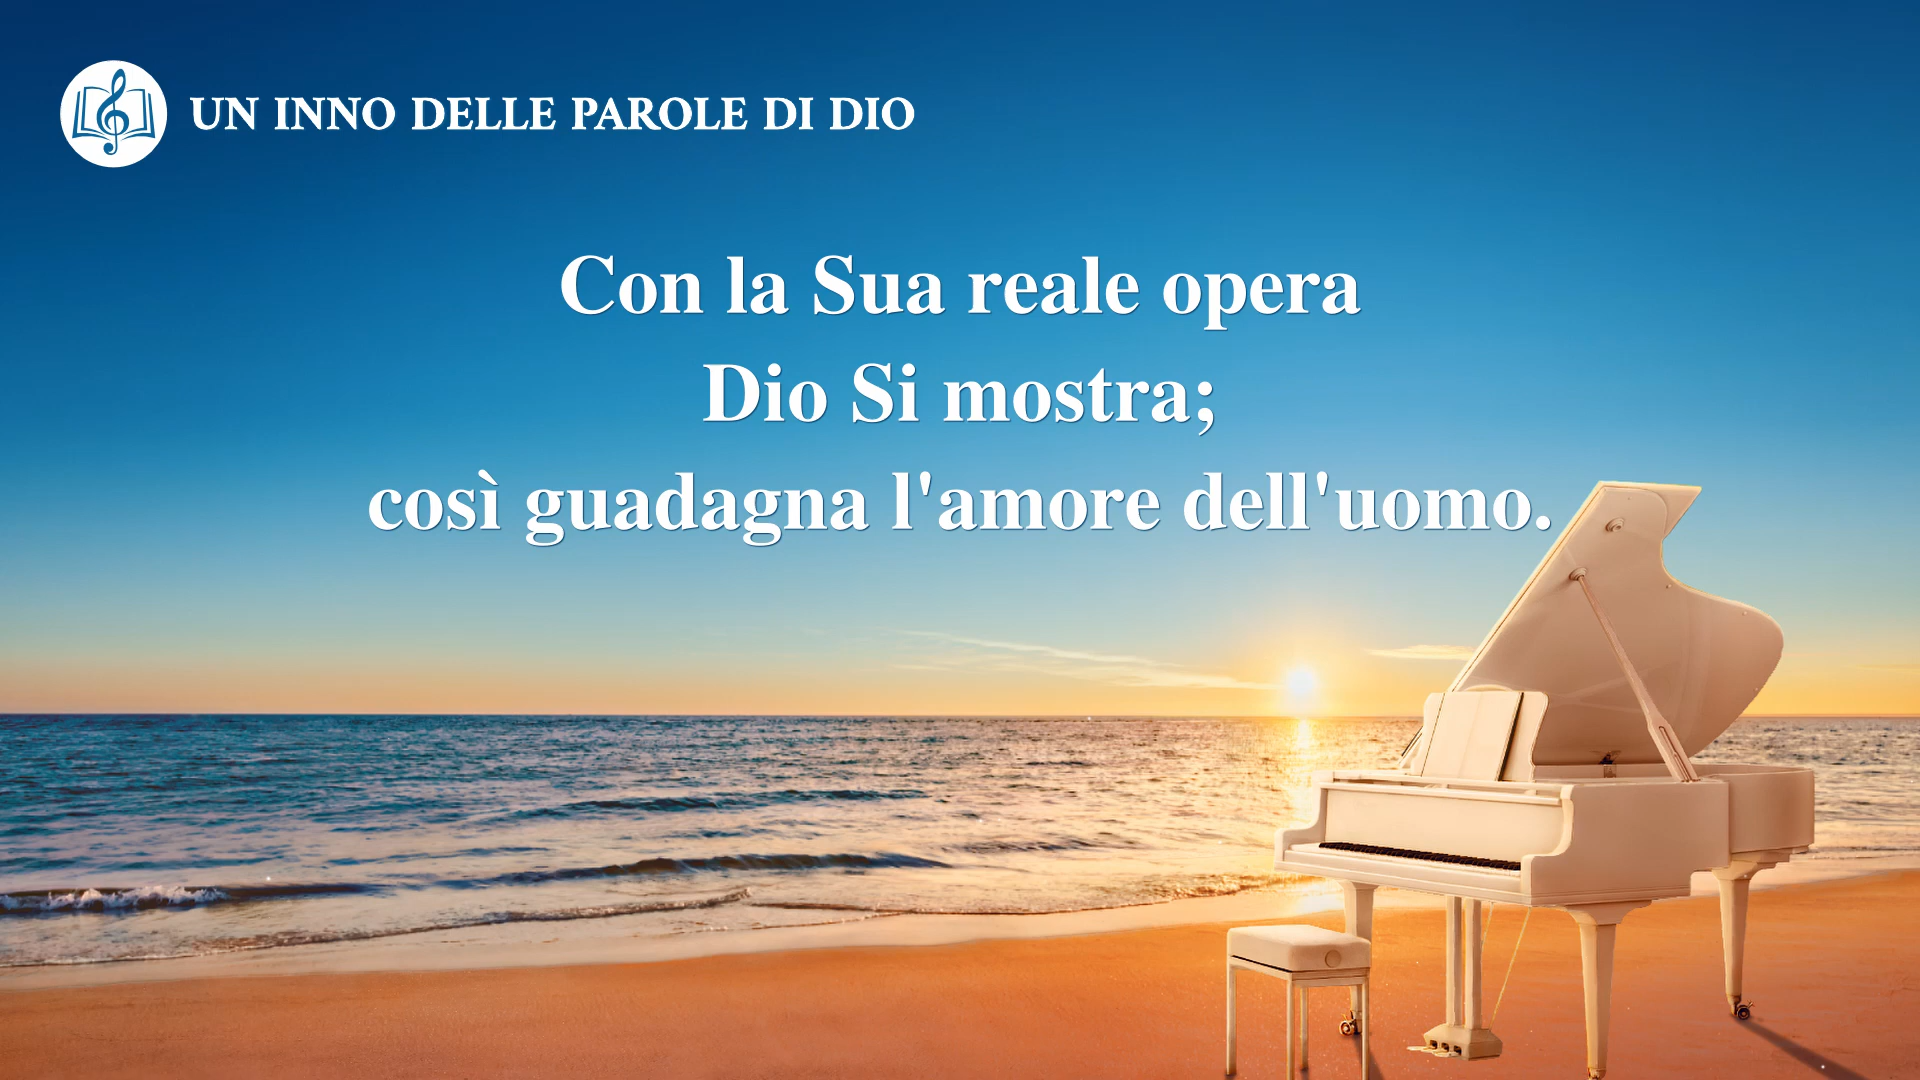 UN INNO DELLE PAROLE DI DIO
Con la Sua reale opera
Dio Si mostra;
così guadagna l'amore dell'uomo.